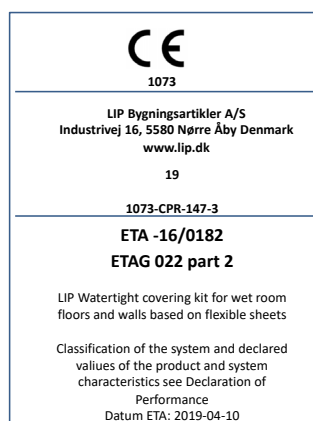 CE
1073
LIP Bygningsartikler A/S
Industrivej 16, 5580 Nørre Åby Denmark
www.lip.dk
19
1073-CPR-147-3
ETA -16/0182
ETAG 022 part 2
LIP Watertight covering kit for wet room
floors and walls based on flexible sheets
Classification of the system and declared
valiues of the product and system
characteristics see Declaration of
Performance
Datum ETA: 2019-04-10